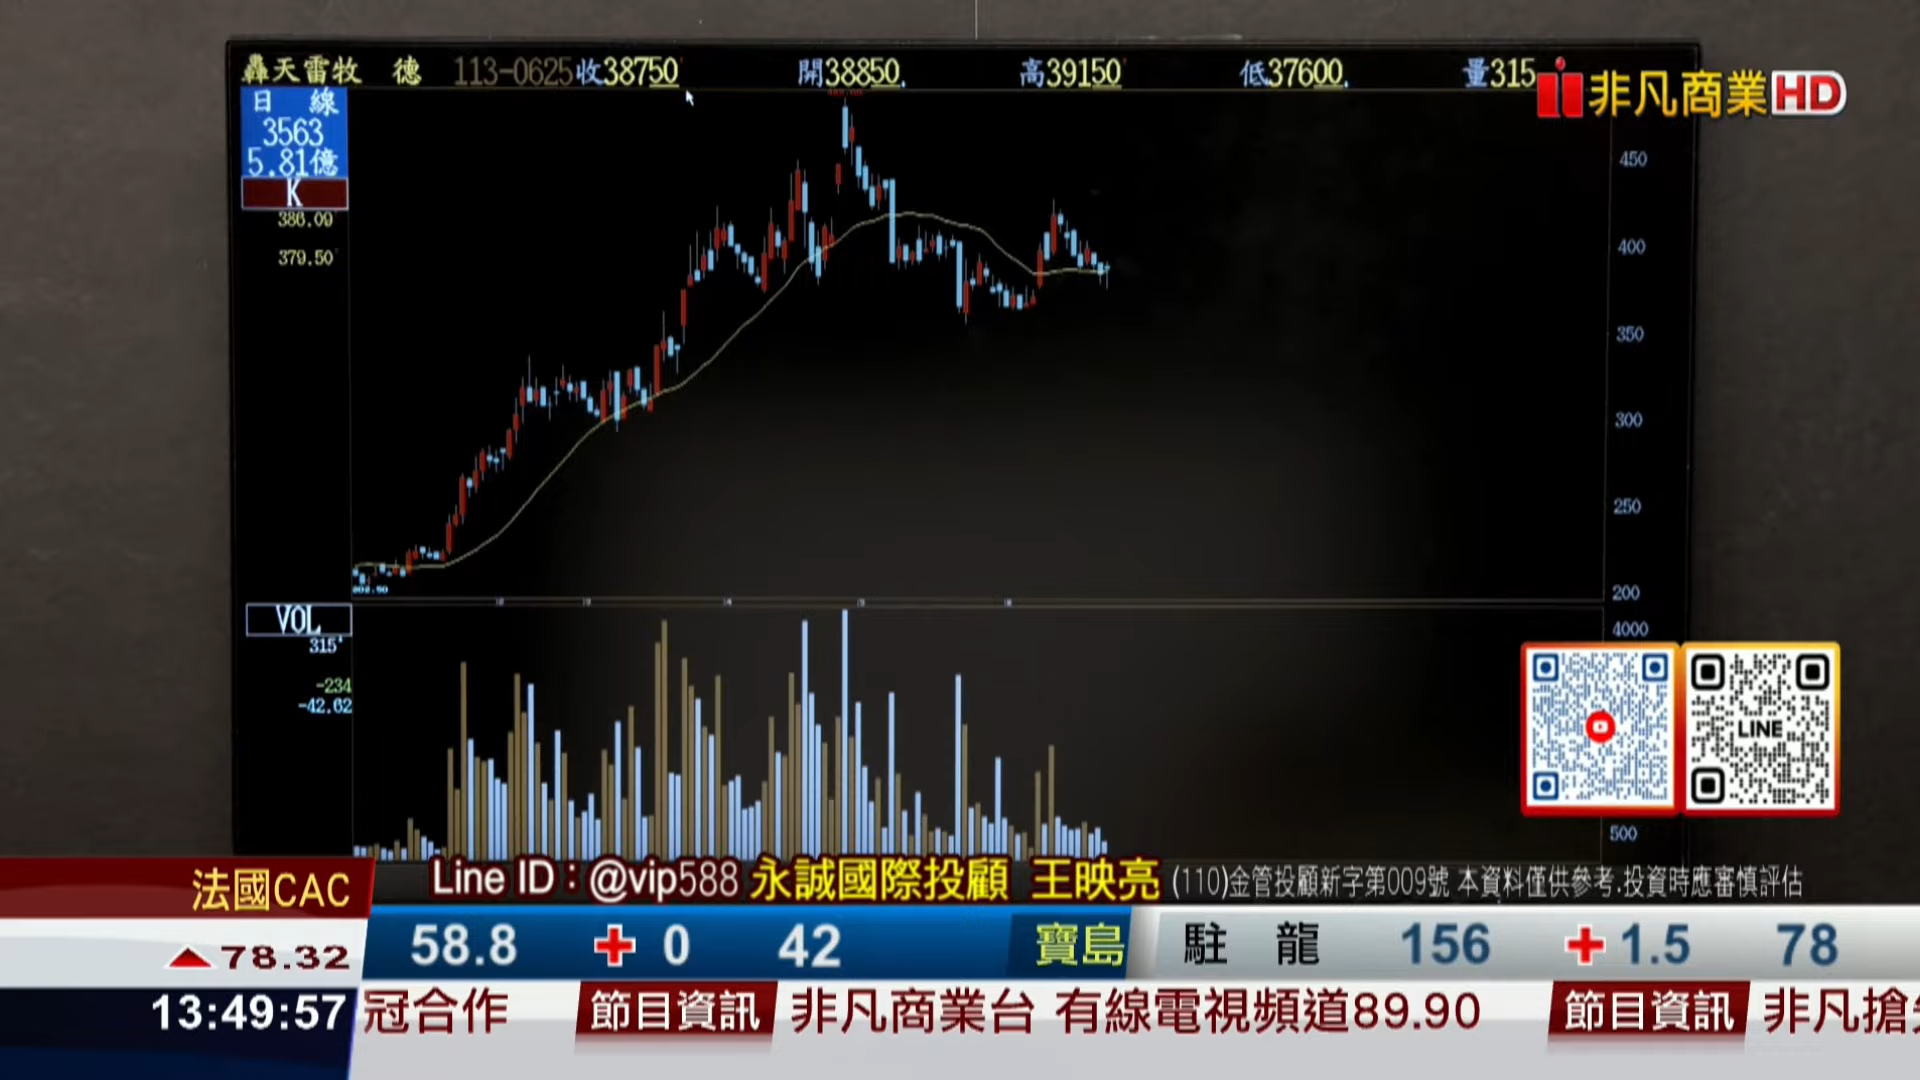 轟天雷牧 德 113-0625收38750 開38850. 高39150 低37600. 量315
非凡商業HD
日 線
3563
5.81億
K
386.09
379.50
450
400
350
300
250
200
202.50
VOL
315
-234
-42.62
4000
500
LINE
法國CAC
Line ID：@vip588 永誠國際投顧 王映亮 (110)金管投顧新字第009號 本資料僅供參考.投資時應審慎評估
78.32
58.8 + 0 42 寶島 駐 龍 156 + 1.5 78
13:49:57
冠合作 節目資訊 非凡商業台 有線電視頻道89.90 節目資訊 非凡搶